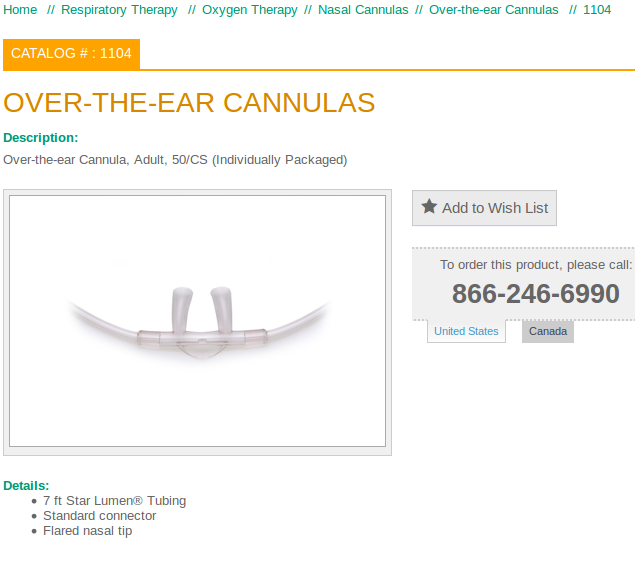 Home // Respiratory Therapy // Oxygen Therapy // Nasal Cannulas // Over-the-ear Cannulas // 1104
CATALOG # : 1104
OVER-THE-EAR CANNULAS
Description:
Over-the-ear Cannula, Adult, 50/CS (Individually Packaged)
Add to Wish List
To order this product, please call:
866-246-6990
United States
Canada
Details:
7 ft Star Lumen® Tubing
Standard connector
Flared nasal tip